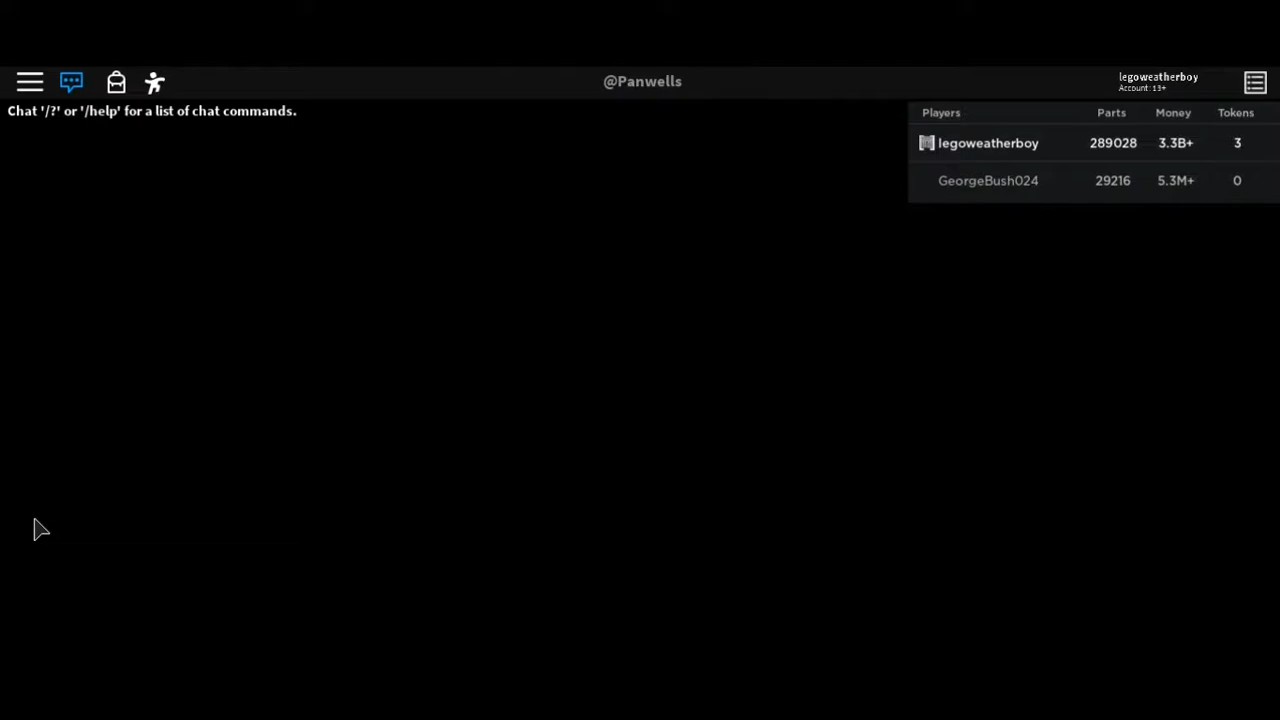 @Panwells
legoweatherboy
Account: 13+
Chat '/?' or '/help' for a list of chat commands.
Players Parts Money Tokens
legoweatherboy 289028 3.3B+ 3
GeorgeBush024 29216 5.3M+ 0